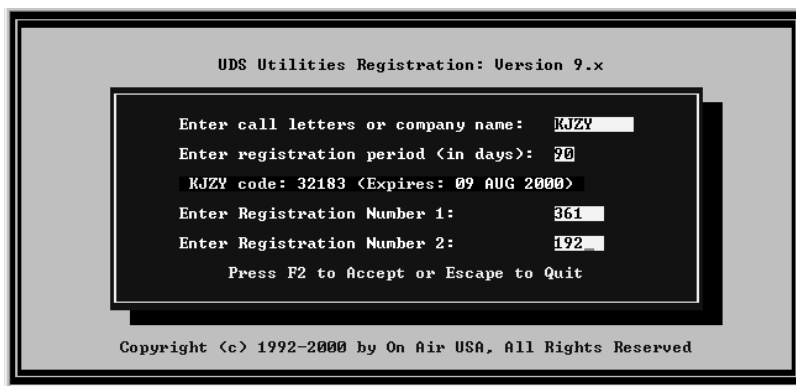 UDS Utilities Registration: Version 9.x
Enter call letters or company name: KJZY
Enter registration period (in days): 90
KJZY code: 32183 (Expires: 09 AUG 2000)
Enter Registration Number 1: 361
Enter Registration Number 2: 192_
Press F2 to Accept or Escape to Quit
Copyright (c) 1992-2000 by On Air USA, All Rights Reserved